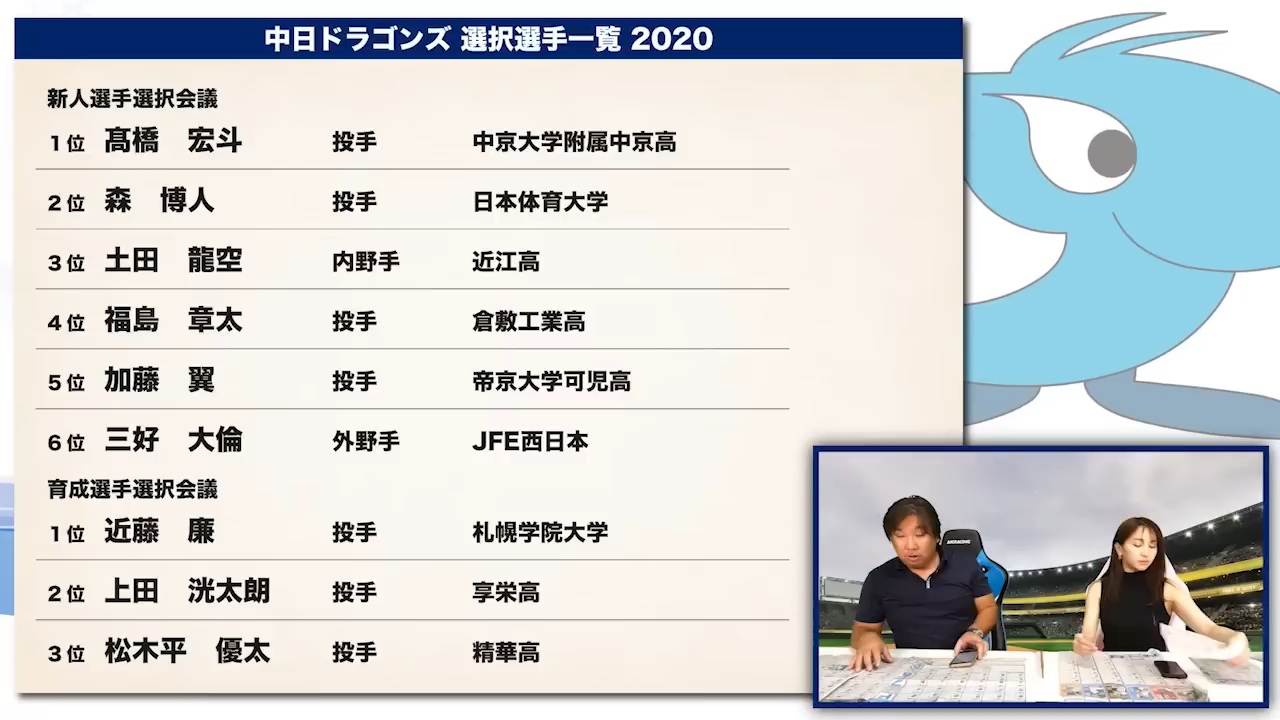 中日ドラゴンズ 選択選手一覧 2020
新人選手選択会議
1位 髙橋 宏斗 投手 中京大学附属中京高
2位 森 博人 投手 日本体育大学
3位 土田 龍空 内野手 近江高
4位 福島 章太 投手 倉敷工業高
5位 加藤 翼 投手 帝京大学可児高
6位 三好 大倫 外野手 JFE西日本
育成選手選択会議
1位 近藤 廉 投手 札幌学院大学
2位 上田 洸太朗 投手 享栄高
3位 松木平 優太 投手 精華高
AKRACING